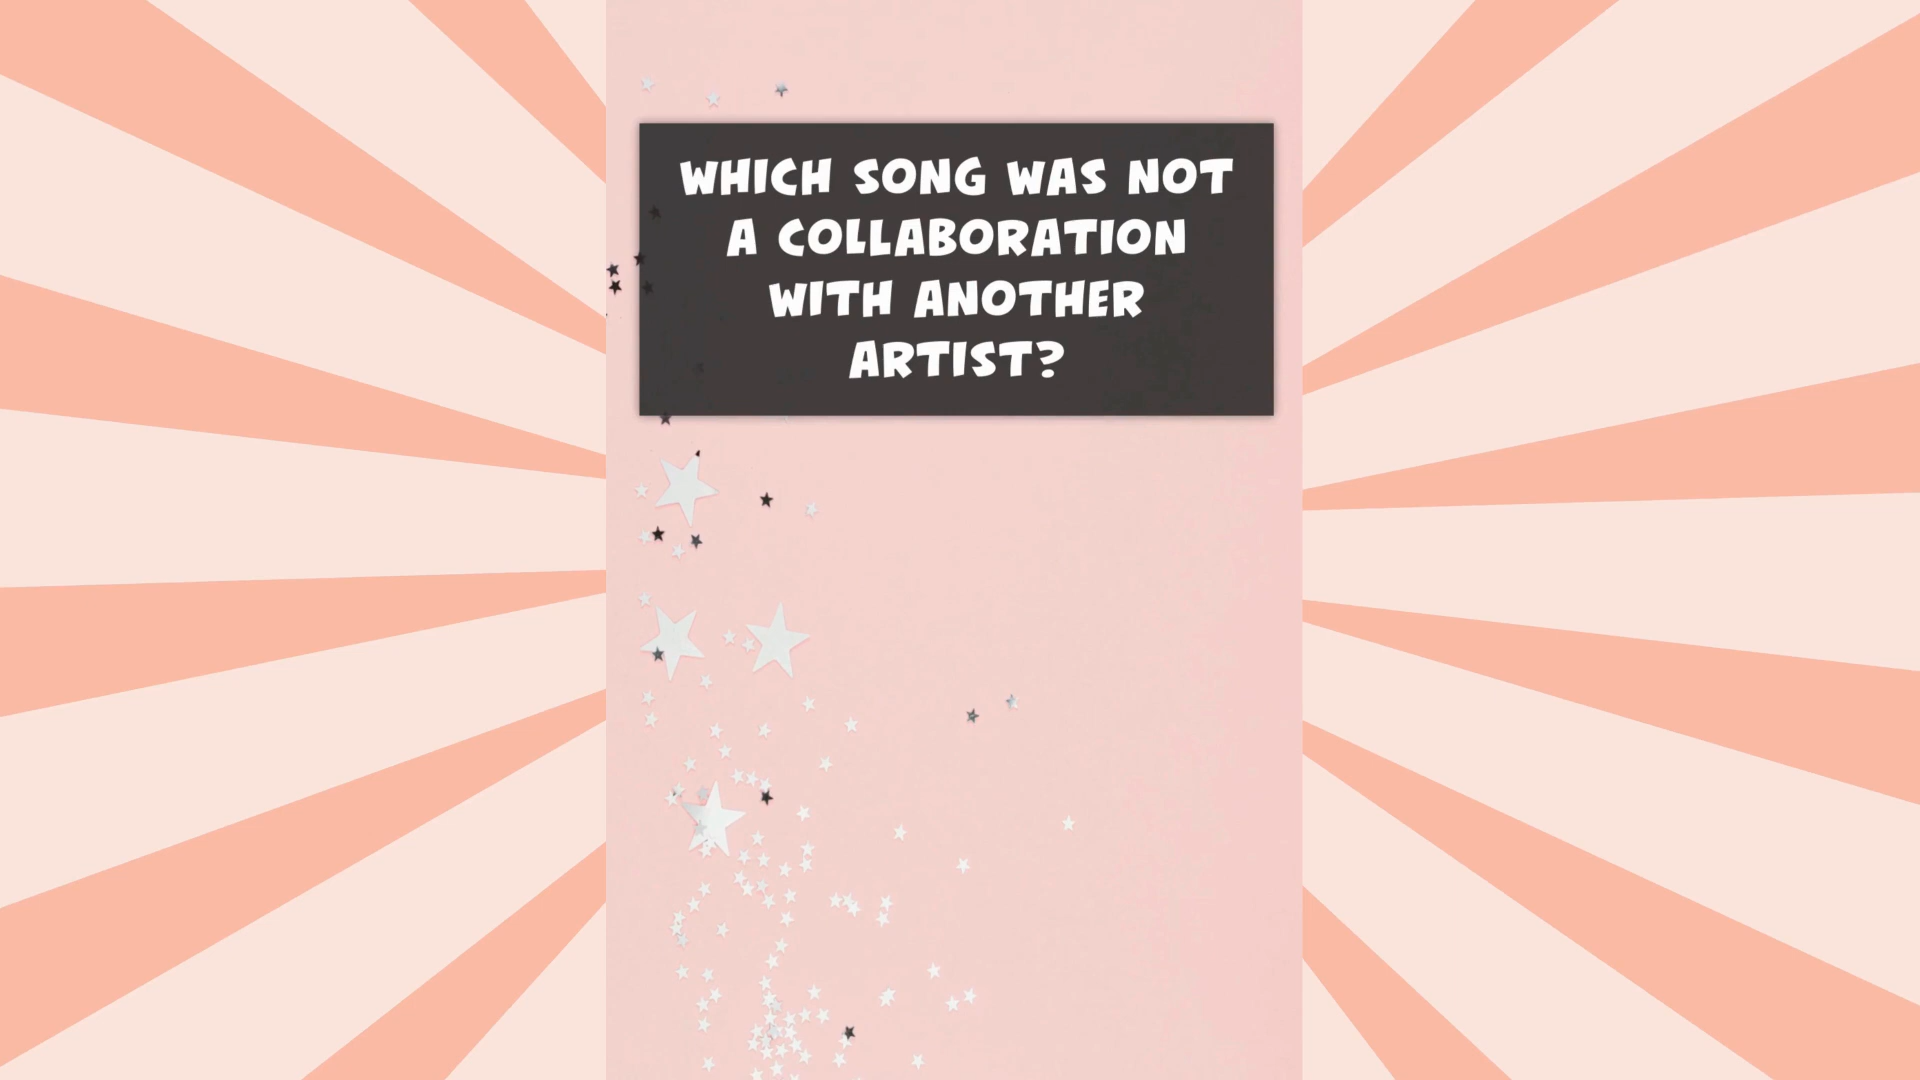 WHICH SONG WAS NOT
A COLLABORATION
WITH ANOTHER
ARTIST?